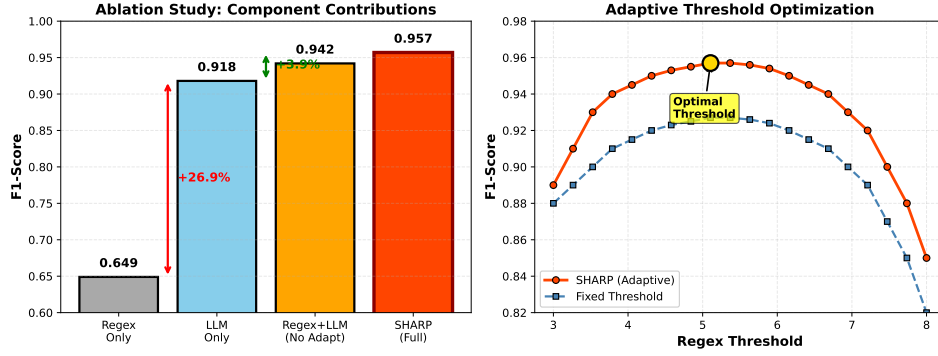 Ablation Study: Component Contributions
F1-Score
1.00
0.95
0.90
0.85
0.80
0.75
0.70
0.65
0.60
0.649
0.918
0.942
0.957
+26.9%
+3.9%
Regex
Only
LLM
Only
Regex+LLM
(No Adapt)
SHARP
(Full)
Adaptive Threshold Optimization
F1-Score
0.98
0.96
0.94
0.92
0.90
0.88
0.86
0.84
0.82
Optimal
Threshold
SHARP (Adaptive)
Fixed Threshold
3
4
5
6
7
8
Regex Threshold